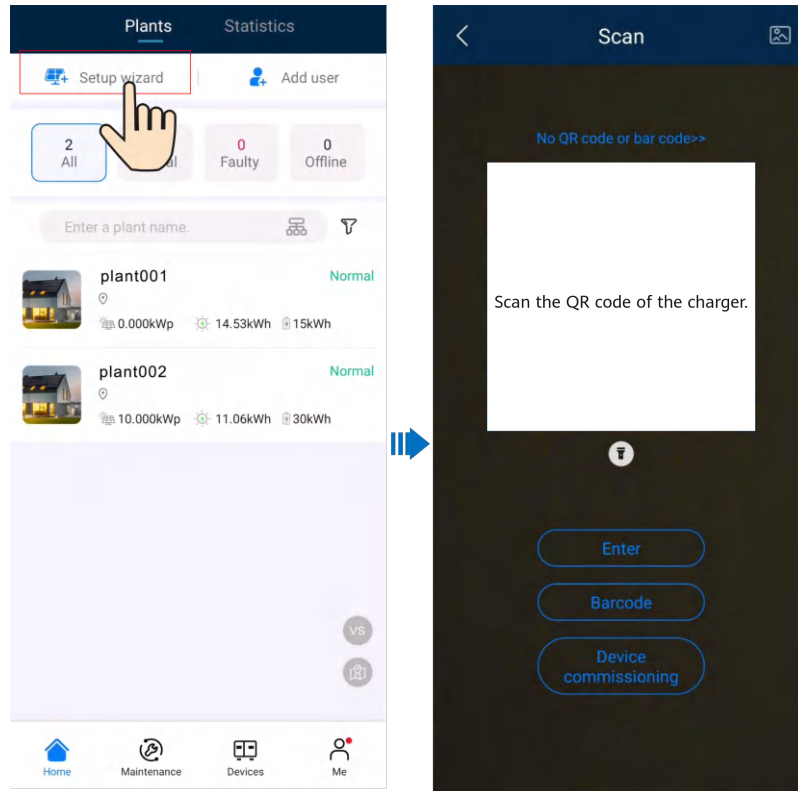 Plants Statistics
Setup wizard Add user
2 0 0
All Faulty Offline
Enter a plant name.
plant001 Normal
0.000kWp 14.53kWh 15kWh
plant002 Normal
10.000kWp 11.06kWh 30kWh
VS
Home Maintenance Devices Me
Scan
No QR code or bar code>>
Scan the QR code of the charger.
Enter
Barcode
Device
commissioning